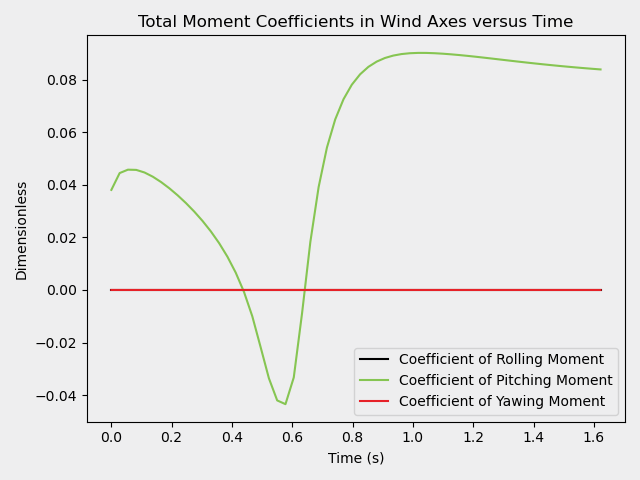 Total Moment Coefficients in Wind Axes versus Time
Dimensionless
0.08
0.06
0.04
0.02
0.00
−0.02
−0.04
Coefficient of Rolling Moment
Coefficient of Pitching Moment
Coefficient of Yawing Moment
0.0 0.2 0.4 0.6 0.8 1.0 1.2 1.4 1.6
Time (s)